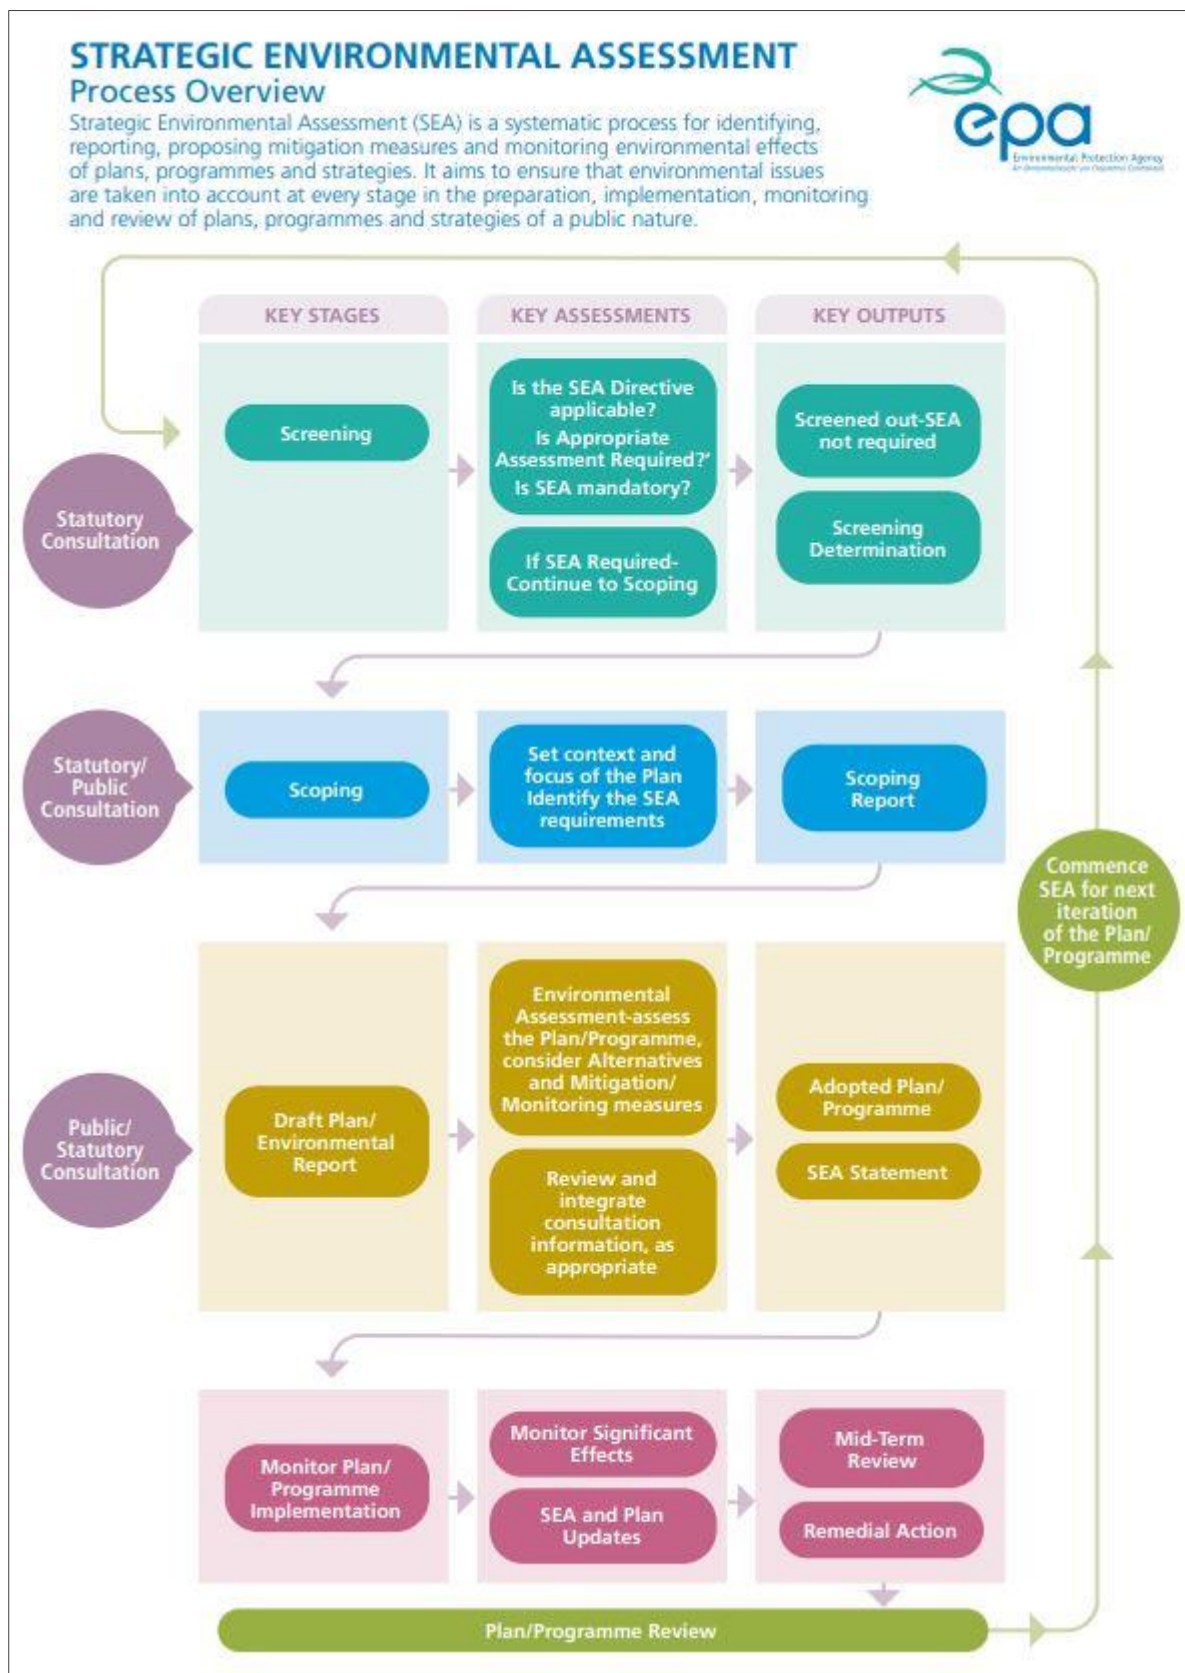 STRATEGIC ENVIRONMENTAL ASSESSMENT
Process Overview
Strategic Environmental Assessment (SEA) is a systematic process for identifying,
reporting, proposing mitigation measures and monitoring environmental effects
of plans, programmes and strategies. It aims to ensure that environmental issues
are taken into account at every stage in the preparation, implementation, monitoring
and review of plans, programmes and strategies of a public nature.
epa
Environmental Protection Agency
KEY STAGES
KEY ASSESSMENTS
KEY OUTPUTS
Statutory
Consultation
Screening
Is the SEA Directive
applicable?
Is Appropriate
Assessment Required?’
Is SEA mandatory?
If SEA Required-
Continue to Scoping
Screened out-SEA
not required
Screening
Determination
Statutory/
Public
Consultation
Scoping
Set context and
focus of the Plan
Identify the SEA
requirements
Scoping
Report
Commence
SEA for next
iteration
of the Plan/
Programme
Public/
Statutory
Consultation
Draft Plan/
Environmental
Report
Environmental
Assessment-assess
the Plan/Programme,
consider Alternatives
and Mitigation/
Monitoring measures
Review and
integrate
consultation
information, as
appropriate
Adopted Plan/
Programme
SEA Statement
Monitor Plan/
Programme
Implementation
Monitor Significant
Effects
SEA and Plan
Updates
Mid-Term
Review
Remedial Action
Plan/Programme Review